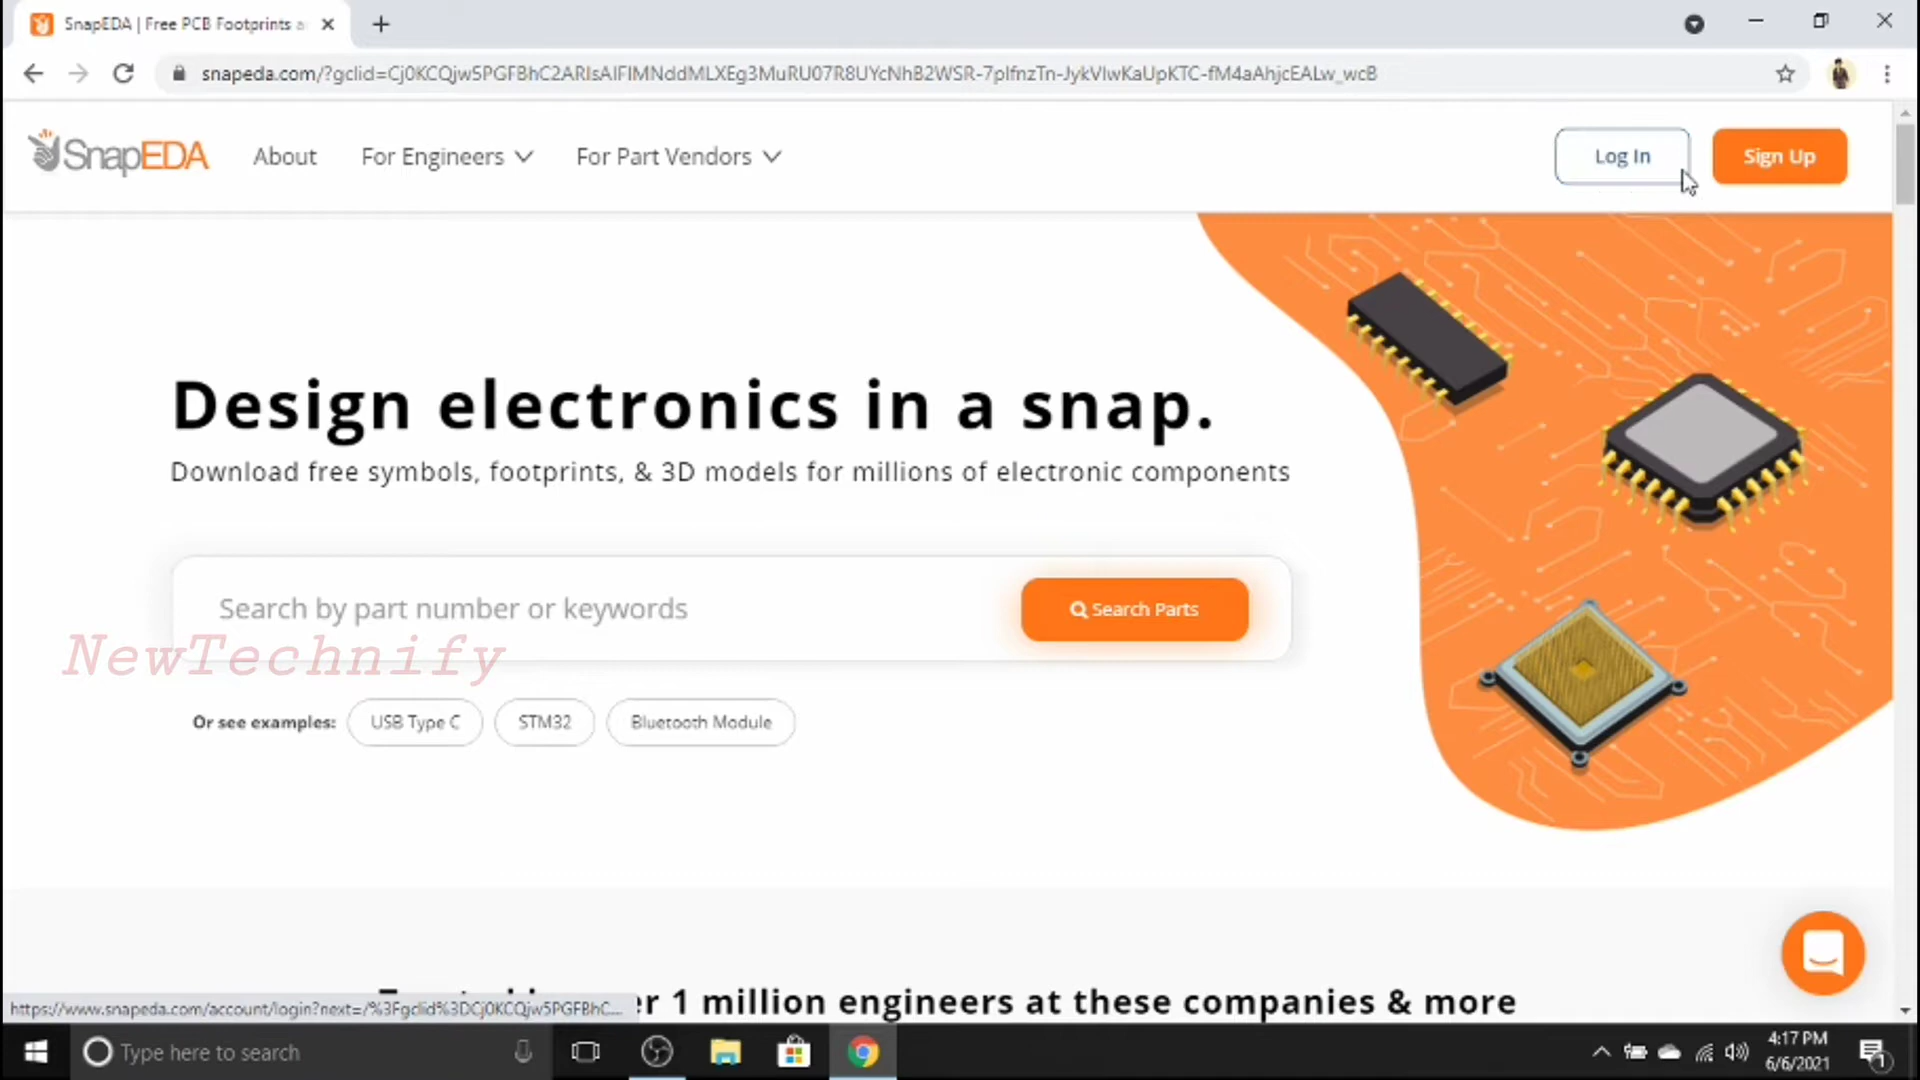 SnapEDA | Free PCB Footprints a
snapeda.com/?gclid=
SnapEDA
About
For Engineers
For Part Vendors
Log In
Sign Up
Design electronics in a snap.
Download free symbols, footprints, & 3D models for millions of electronic components
Search by part number or keywords
Search Parts
NewTechnify
Or see examples:
USB Type C
STM32
Bluetooth Module
er 1 million engineers at these companies & more
https://www.snapeda.com/account/login?next=/%3Fgclid%3DCj0KCQjw5PGFBhC...
Type here to search
4:17 PM
6/6/2021
1